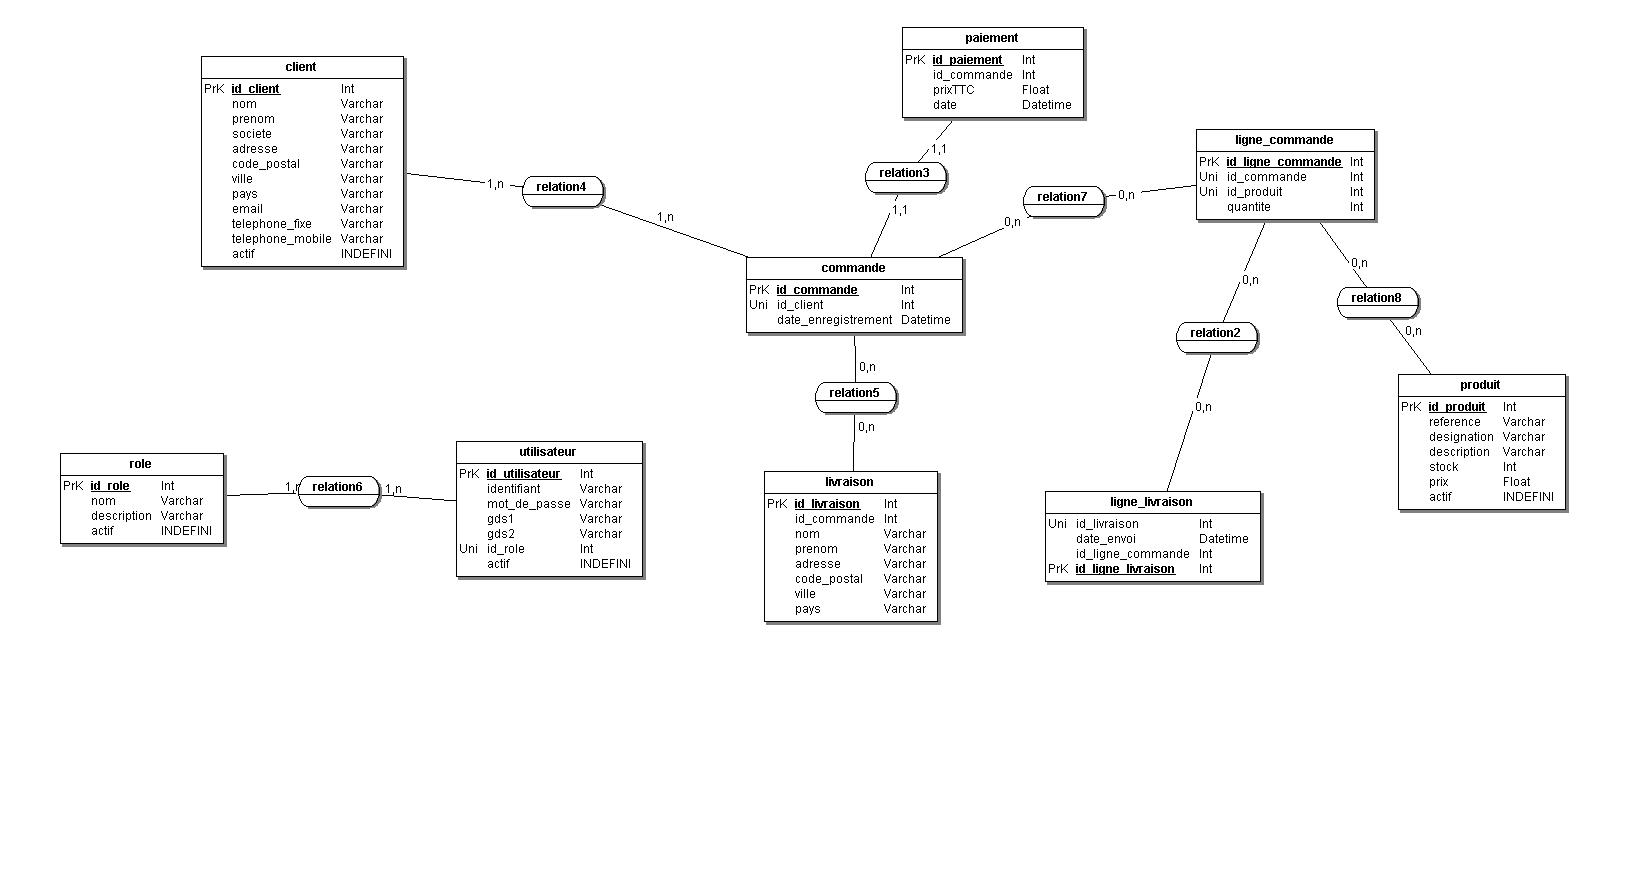 paiement
PrK id_paiement Int
id_commande Int
prixTTC Float
date Datetime
client
PrK id_client Int
nom Varchar
prenom Varchar
societe Varchar
adresse Varchar
code_postal Varchar
ville Varchar
pays Varchar
email Varchar
telephone_fixe Varchar
telephone_mobile Varchar
actif INDEFINI
1,n
relation4
1,n
1,1
relation3
1,1
ligne_commande
PrK id_ligne_commande Int
Uni id_commande Int
Uni id_produit Int
quantite Int
0,n
relation7
0,n
commande
PrK id_commande Int
Uni id_client Int
date_enregistrement Datetime
0,n
relation2
0,n
0,n
relation8
0,n
0,n
relation5
0,n
produit
PrK id_produit Int
reference Varchar
designation Varchar
description Varchar
stock Int
prix Float
actif INDEFINI
role
PrK id_role Int
nom Varchar
description Varchar
actif INDEFINI
1,n
relation6
1,n
utilisateur
PrK id_utilisateur Int
identifiant Varchar
mot_de_passe Varchar
gds1 Varchar
gds2 Varchar
Uni id_role Int
actif INDEFINI
livraison
PrK id_livraison Int
id_commande Int
nom Varchar
prenom Varchar
adresse Varchar
code_postal Varchar
ville Varchar
pays Varchar
ligne_livraison
Uni id_livraison Int
date_envoi Datetime
id_ligne_commande Int
PrK id_ligne_livraison Int